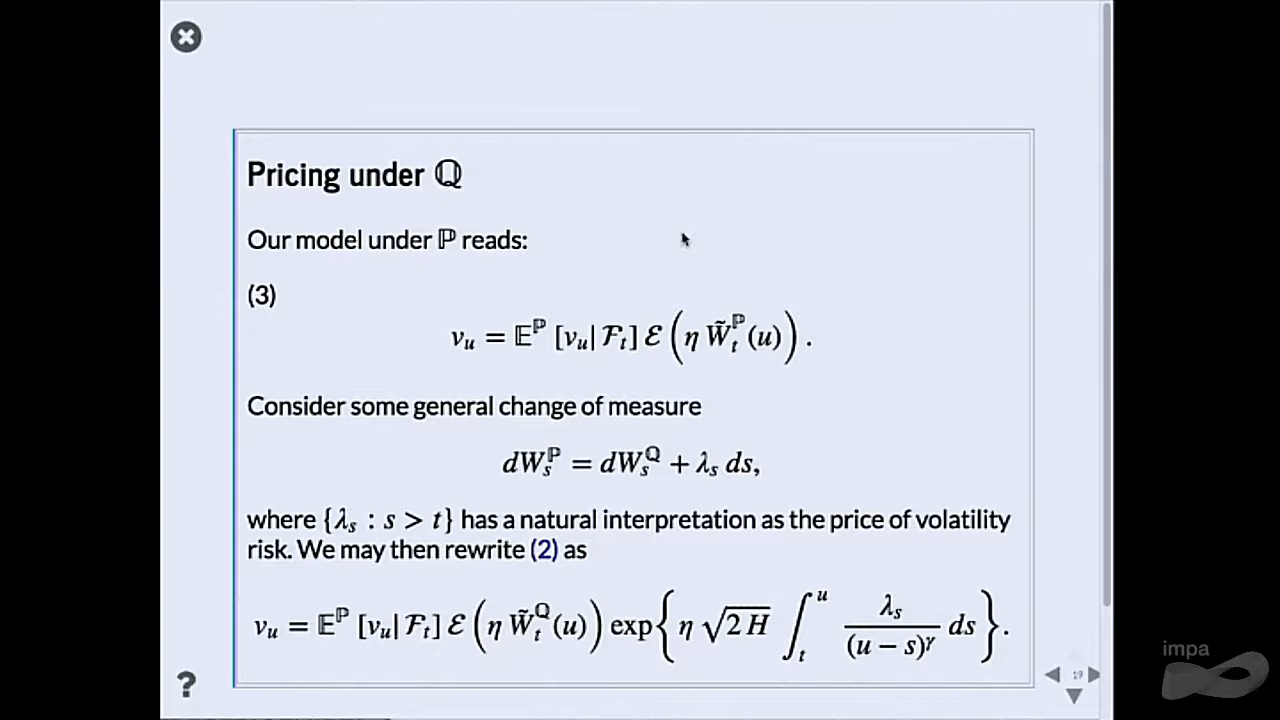 Pricing under ℚ
Our model under ℙ reads:
(3)
v_u = 𝔼^ℙ [v_u| ℱ_t] ℰ (η W̃_t^ℙ(u)) .
Consider some general change of measure
dW_s^ℙ = dW_s^ℚ + λ_s ds,
where {λ_s : s > t} has a natural interpretation as the price of volatility
risk. We may then rewrite (2) as
v_u = 𝔼^ℙ [v_u| ℱ_t] ℰ (η W̃_t^ℚ(u)) exp{ η √2H ∫_t^u λ_s/(u − s)^γ ds }.
?
19
impa